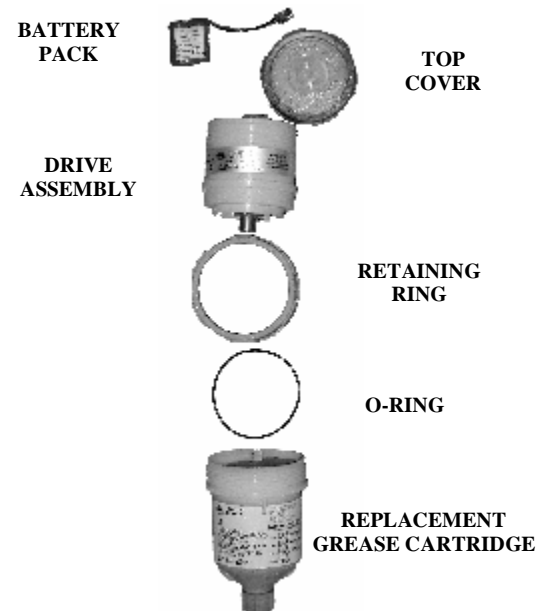 BATTERY
PACK
TOP
COVER
DRIVE
ASSEMBLY
RETAINING
RING
O-RING
REPLACEMENT
GREASE CARTRIDGE